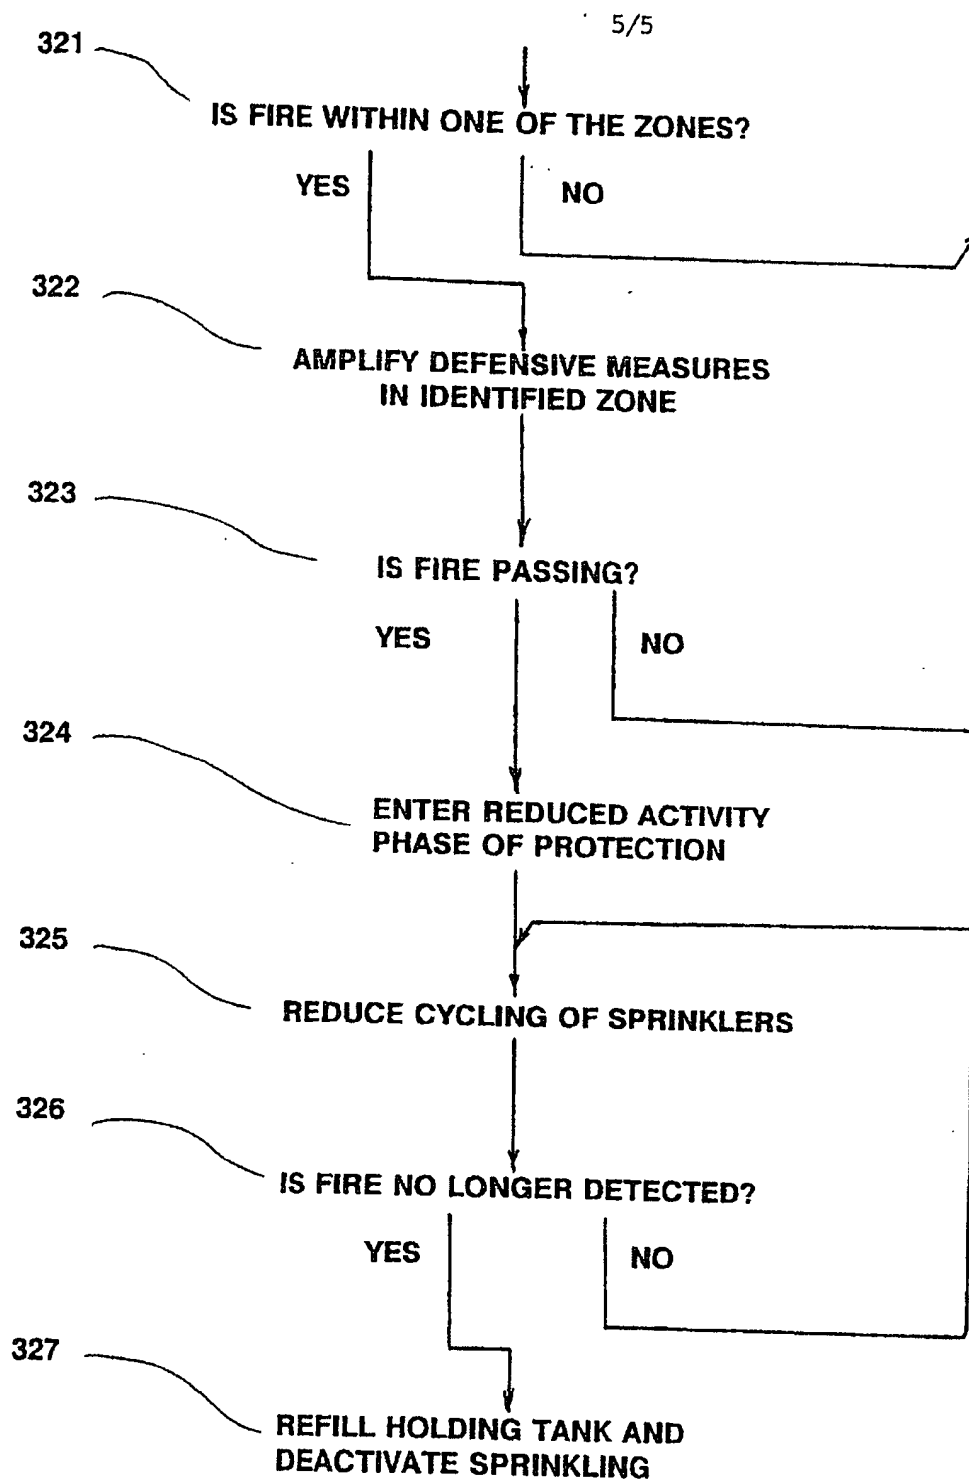 5/5
321
IS FIRE WITHIN ONE OF THE ZONES?
YES
NO
322
AMPLIFY DEFENSIVE MEASURES
IN IDENTIFIED ZONE
323
IS FIRE PASSING?
YES
NO
324
ENTER REDUCED ACTIVITY
PHASE OF PROTECTION
325
REDUCE CYCLING OF SPRINKLERS
326
IS FIRE NO LONGER DETECTED?
YES
NO
327
REFILL HOLDING TANK AND
DEACTIVATE SPRINKLING